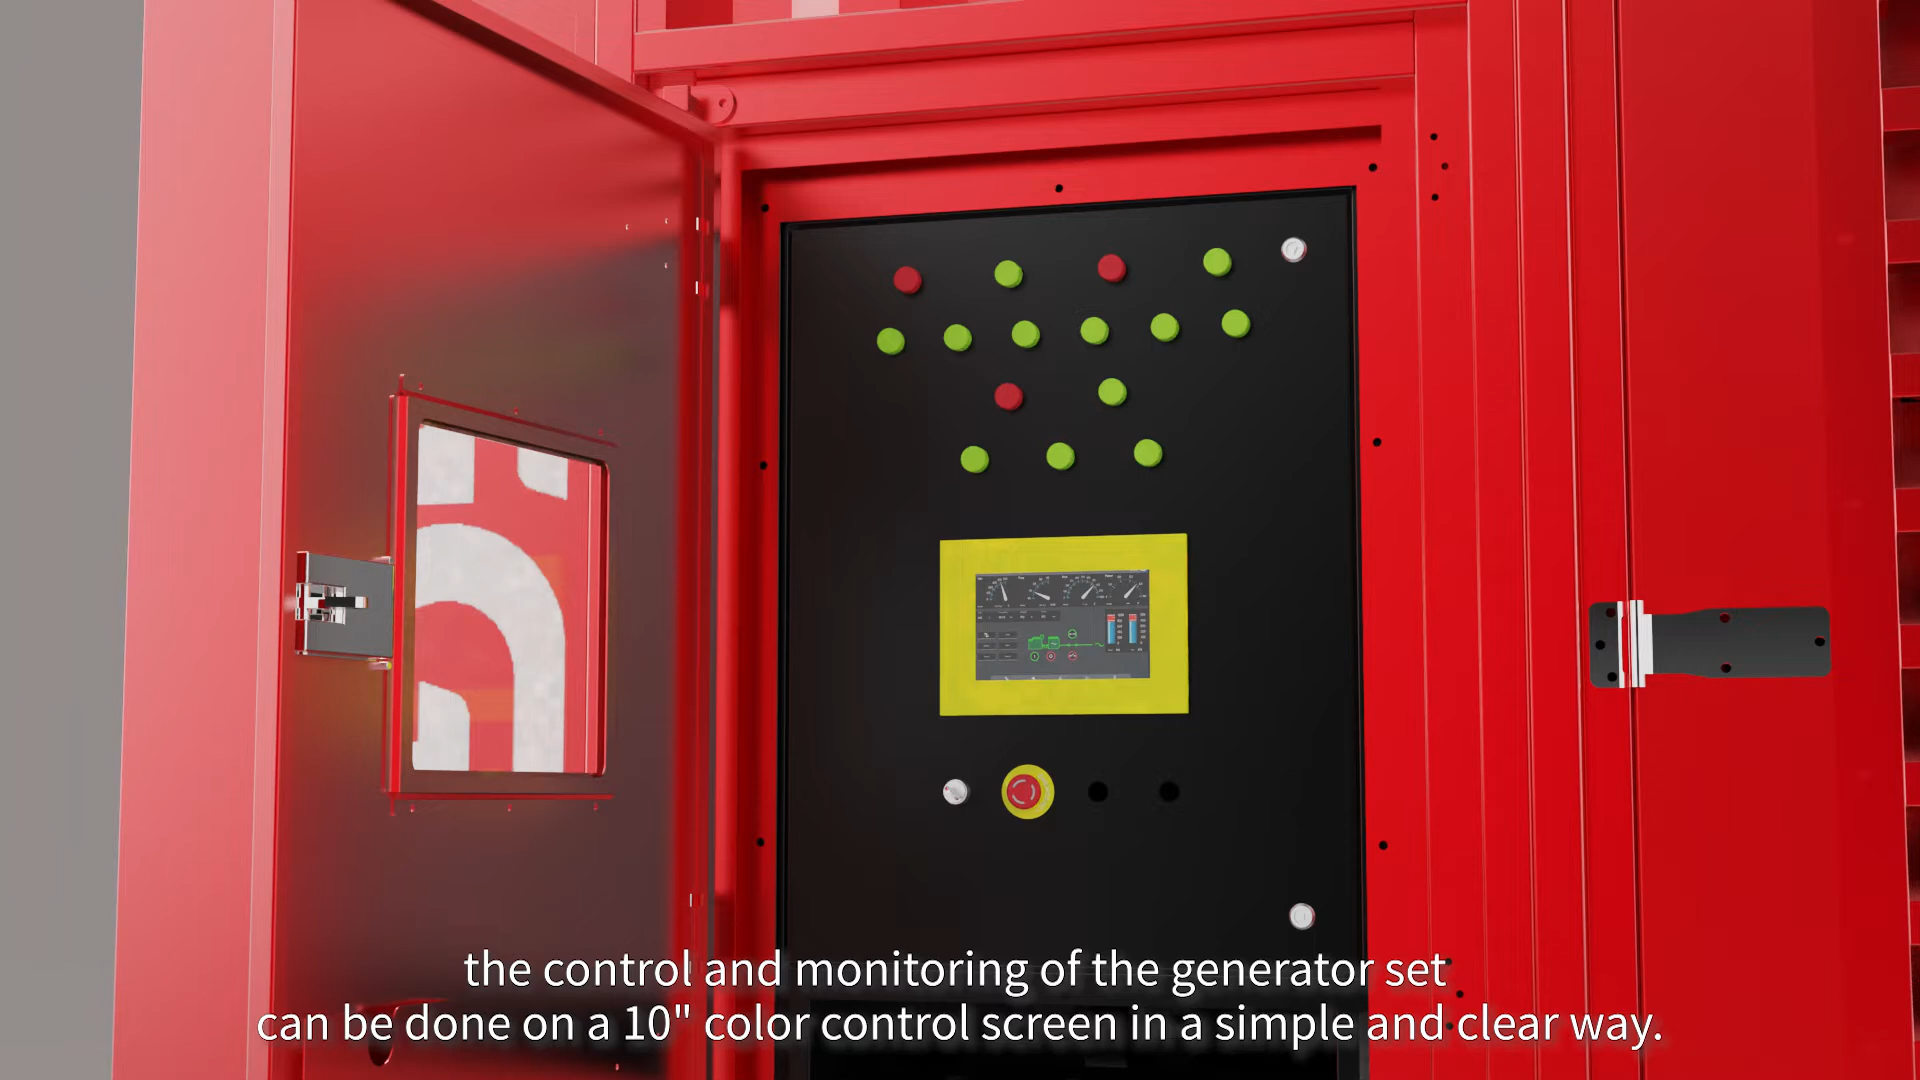 the control and monitoring of the generator set
can be done on a 10" color control screen in a simple and clear way.